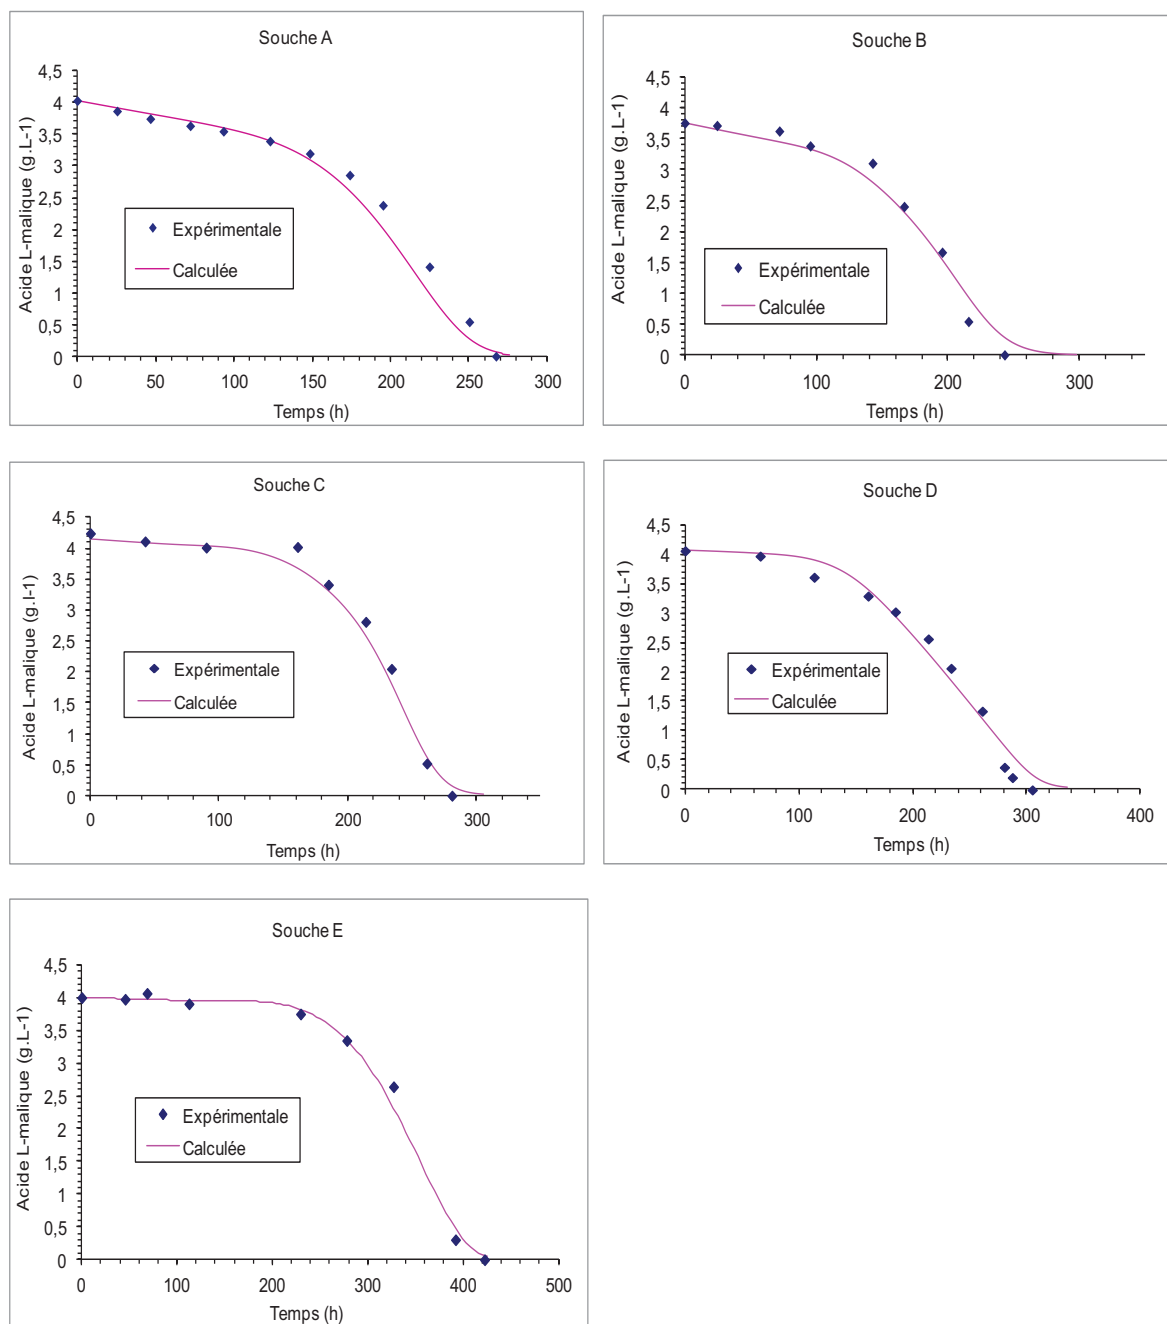 Souche A
Acide L-malique (g.L-1)
4,5
4
3,5
3
2,5
2
1,5
1
0,5
0
Expérimentale
Calculée
0 50 100 150 200 250 300
Temps (h)
Souche B
Acide L-malique (g.L-1)
4,5
4
3,5
3
2,5
2
1,5
1
0,5
0
Expérimentale
Calculée
0 100 200 300
Temps (h)
Souche C
Acide L-malique (g.l-1)
4,5
4
3,5
3
2,5
2
1,5
1
0,5
0
Expérimentale
Calculée
0 100 200 300
Temps (h)
Souche D
Acide L-malique (g.L-1)
4,5
4
3,5
3
2,5
2
1,5
1
0,5
0
Expérimentale
Calculée
0 100 200 300 400
Temps (h)
Souche E
Acide L-malique (g.L-1)
4,5
4
3,5
3
2,5
2
1,5
1
0,5
0
Expérimentale
Calculée
0 100 200 300 400 500
Temps (h)